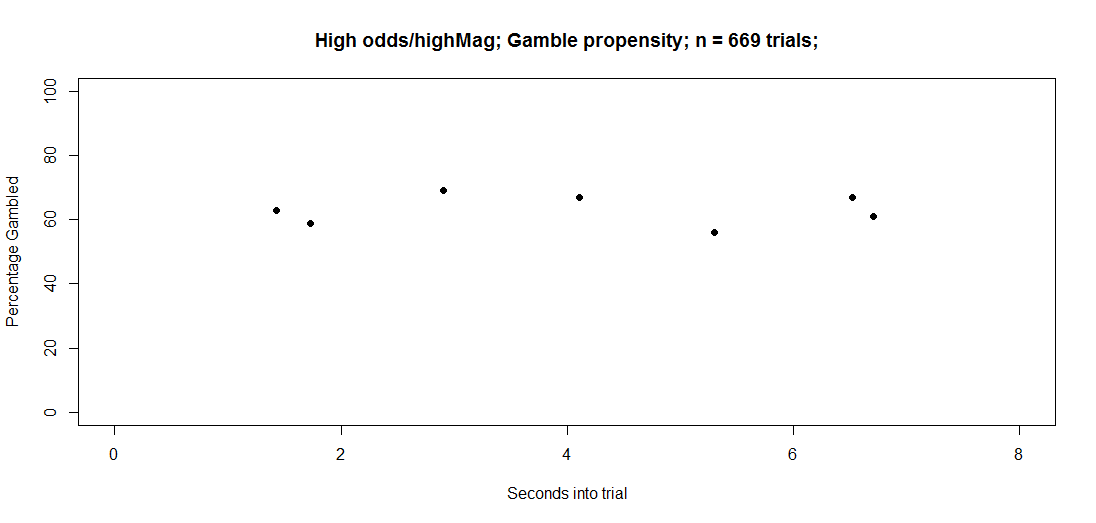 High odds/highMag; Gamble propensity; n = 669 trials;
Percentage Gambled
100
80
60
40
20
0
0 2 4 6 8
Seconds into trial